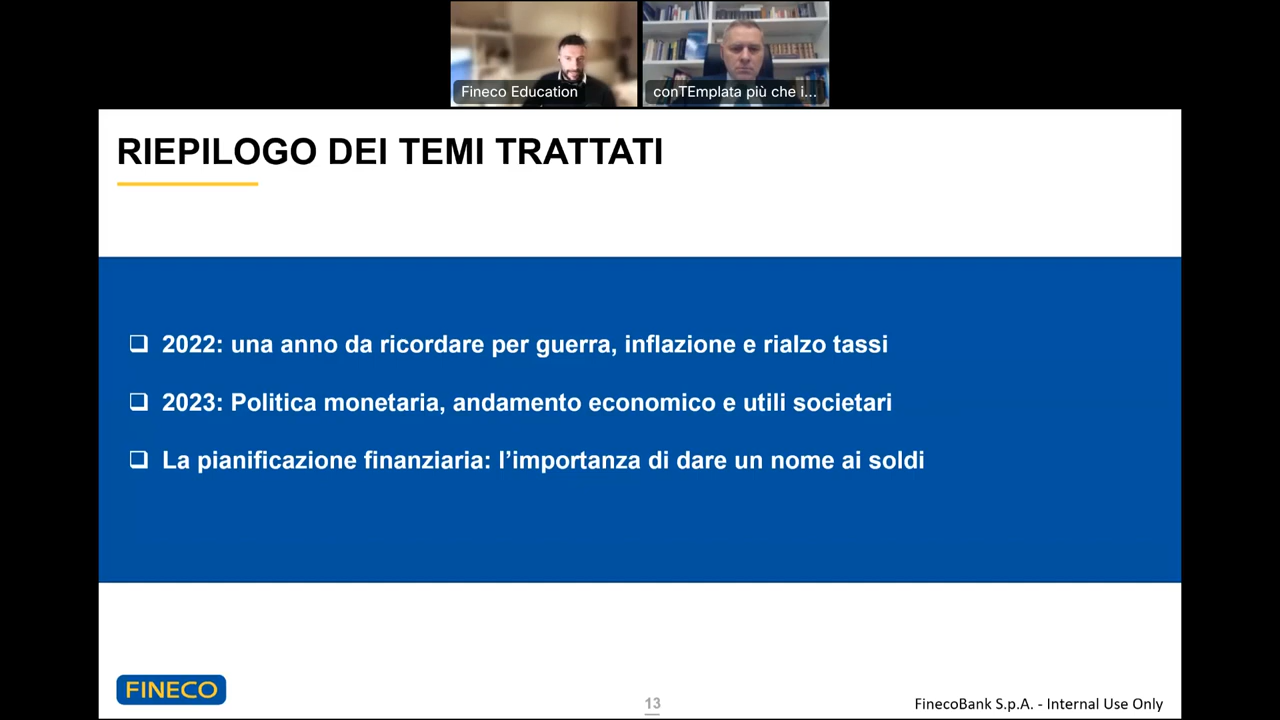 Fineco Education
conTEmplata più che i...
RIEPILOGO DEI TEMI TRATTATI
❑ 2022: una anno da ricordare per guerra, inflazione e rialzo tassi
❑ 2023: Politica monetaria, andamento economico e utili societari
❑ La pianificazione finanziaria: l’importanza di dare un nome ai soldi
FINECO
13
FinecoBank S.p.A. - Internal Use Only